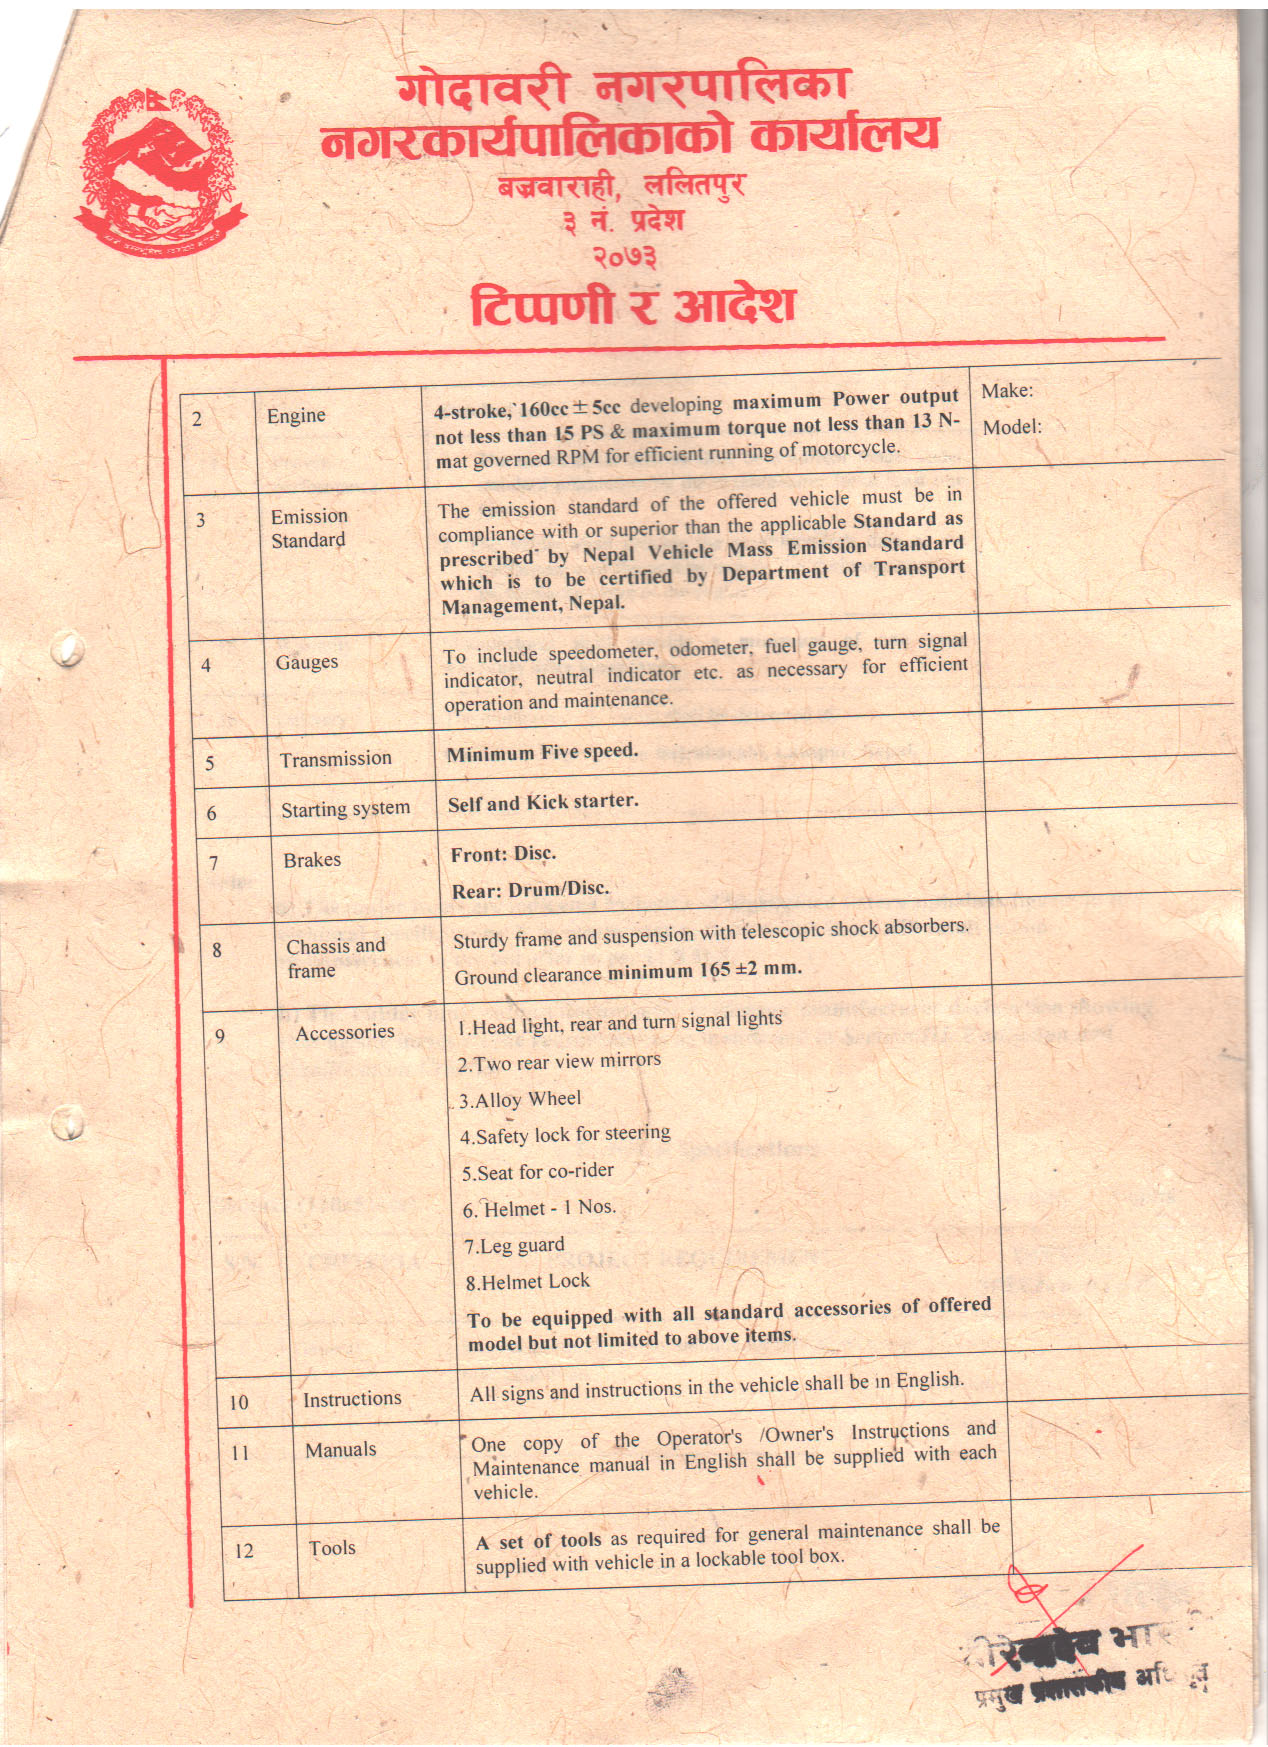 गोदावरी नगरपालिका
नगरकार्यपालिकाको कार्यालय
बज्रवाराही, ललितपुर
३ नं. प्रदेश
२०७३
टिप्पणी र आदेश
2 Engine 4-stroke, 160cc ± 5cc developing maximum Power output Make:
not less than 15 PS & maximum torque not less than 13 N- Model:
mat governed RPM for efficient running of motorcycle.
3 Emission The emission standard of the offered vehicle must be in
Standard compliance with or superior than the applicable Standard as
prescribed by Nepal Vehicle Mass Emission Standard
which is to be certified by Department of Transport
Management, Nepal.
4 Gauges To include speedometer, odometer, fuel gauge, turn signal
indicator, neutral indicator etc. as necessary for efficient
operation and maintenance.
5 Transmission Minimum Five speed.
6 Starting system Self and Kick starter.
7 Brakes Front: Disc.
Rear: Drum/Disc.
8 Chassis and Sturdy frame and suspension with telescopic shock absorbers.
frame Ground clearance minimum 165 ±2 mm.
9 Accessories 1.Head light, rear and turn signal lights
2.Two rear view mirrors
3.Alloy Wheel
4.Safety lock for steering
5.Seat for co-rider
6. Helmet - 1 Nos.
7.Leg guard
8.Helmet Lock
To be equipped with all standard accessories of offered
model but not limited to above items.
10 Instructions All signs and instructions in the vehicle shall be in English.
11 Manuals One copy of the Operator's /Owner's Instructions and
Maintenance manual in English shall be supplied with each
vehicle.
12 Tools A set of tools as required for general maintenance shall be
supplied with vehicle in a lockable tool box.
प्रमुख प्रशासकीय अधिकृत